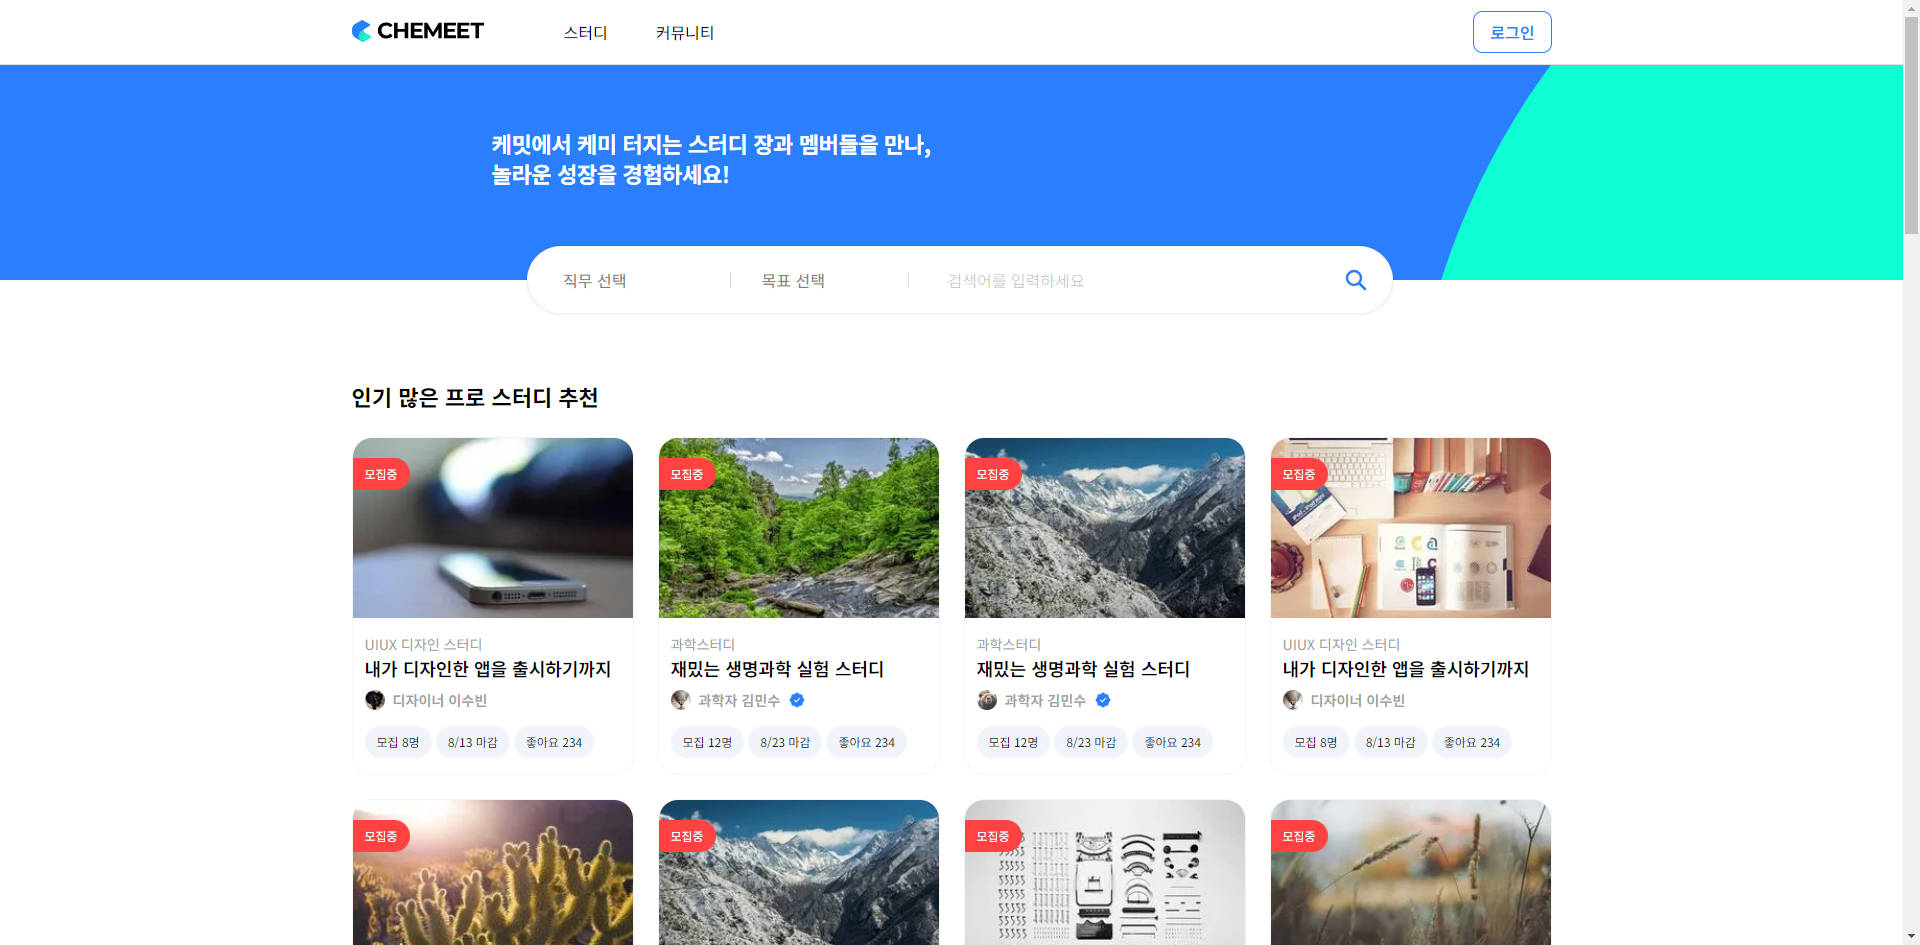 CHEMEET
스터디
커뮤니티
로그인
케밋에서 케미 터지는 스터디 장과 멤버들을 만나,
놀라운 성장을 경험하세요!
직무 선택
목표 선택
검색어를 입력하세요
인기 많은 프로 스터디 추천
모집중
UIUX 디자인 스터디
내가 디자인한 앱을 출시하기까지
디자이너 이수빈
모집 8명
8/13 마감
좋아요 234
모집중
과학스터디
재밌는 생명과학 실험 스터디
과학자 김민수
모집 12명
8/23 마감
좋아요 234
모집중
과학스터디
재밌는 생명과학 실험 스터디
과학자 김민수
모집 12명
8/23 마감
좋아요 234
모집중
UIUX 디자인 스터디
내가 디자인한 앱을 출시하기까지
디자이너 이수빈
모집 8명
8/13 마감
좋아요 234
모집중
모집중
모집중
모집중